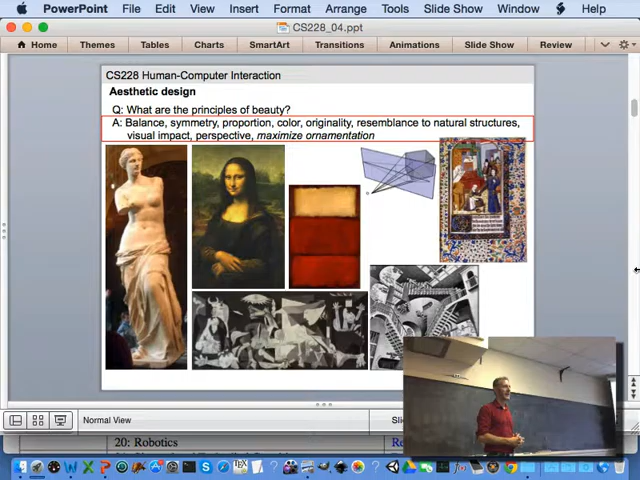 PowerPoint File Edit View Insert Format Arrange Tools Slide Show Window Help
CS228_04.ppt
Home Themes Tables Charts SmartArt Transitions Animations Slide Show Review
CS228 Human-Computer Interaction
Aesthetic design
Q: What are the principles of beauty?
A: Balance, symmetry, proportion, color, originality, resemblance to natural structures,
visual impact, perspective, maximize ornamentation
Normal View
20: Robotics